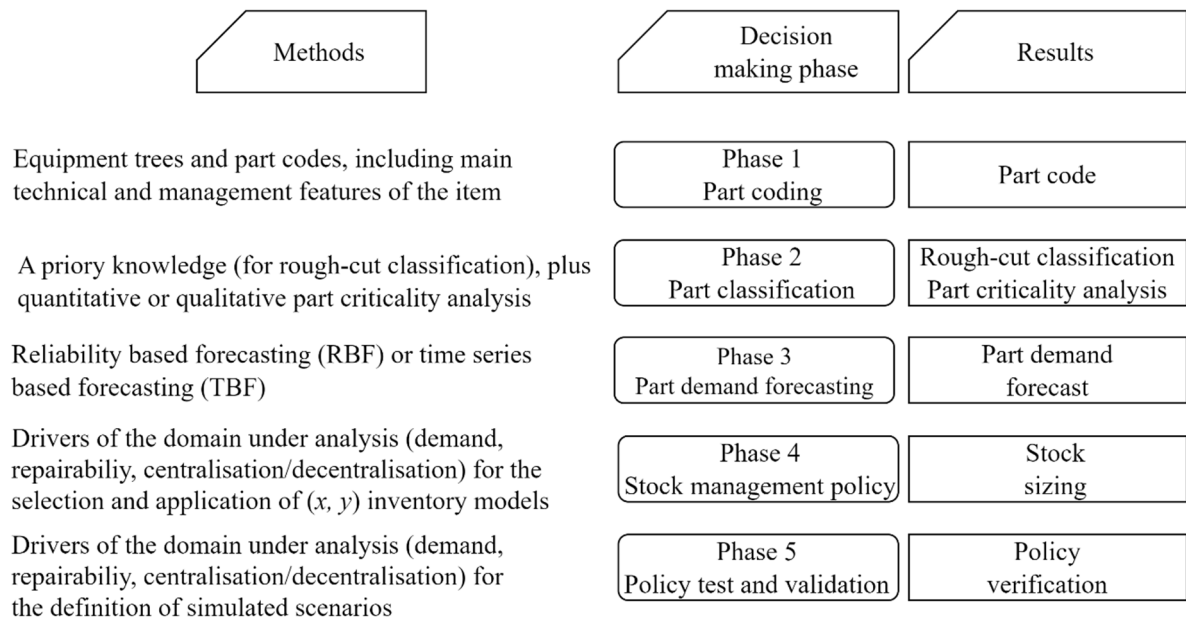 Methods
Decision
making phase
Results
Equipment trees and part codes, including main
technical and management features of the item
Phase 1
Part coding
Part code
A priory knowledge (for rough-cut classification), plus
quantitative or qualitative part criticality analysis
Phase 2
Part classification
Rough-cut classification
Part criticality analysis
Reliability based forecasting (RBF) or time series
based forecasting (TBF)
Phase 3
Part demand forecasting
Part demand
forecast
Drivers of the domain under analysis (demand,
repairabiliy, centralisation/decentralisation) for the
selection and application of (x, y) inventory models
Phase 4
Stock management policy
Stock
sizing
Drivers of the domain under analysis (demand,
repairabiliy, centralisation/decentralisation) for
the definition of simulated scenarios
Phase 5
Policy test and validation
Policy
verification